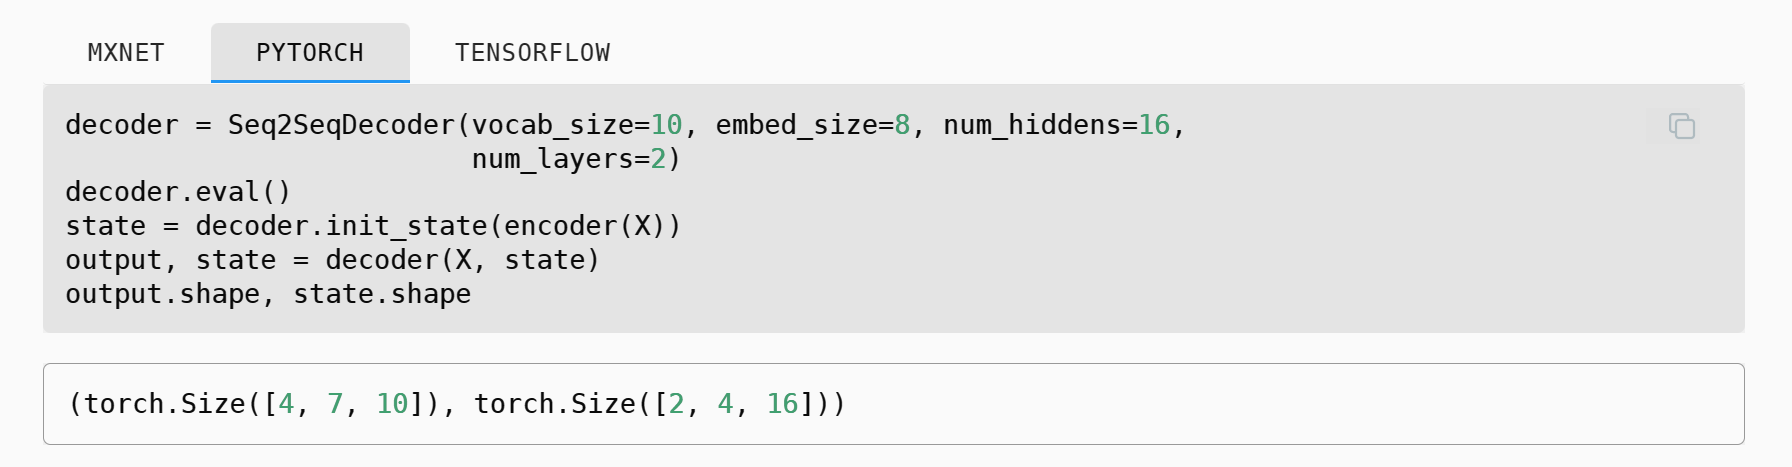 MXNET PYTORCH TENSORFLOW
decoder = Seq2SeqDecoder(vocab_size=10, embed_size=8, num_hiddens=16,
                         num_layers=2)
decoder.eval()
state = decoder.init_state(encoder(X))
output, state = decoder(X, state)
output.shape, state.shape
(torch.Size([4, 7, 10]), torch.Size([2, 4, 16]))